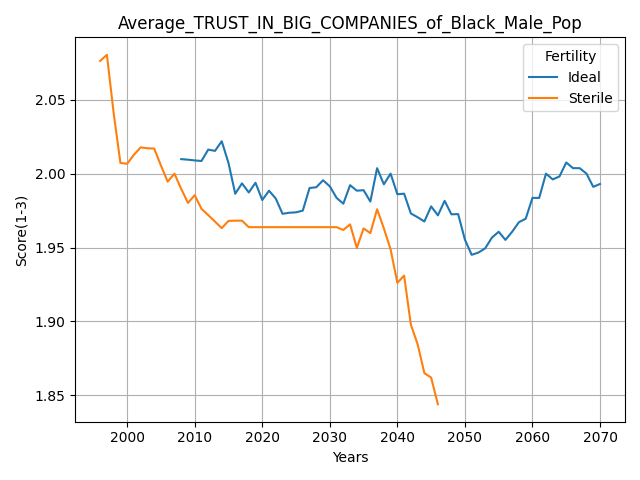 Average_TRUST_IN_BIG_COMPANIES_of_Black_Male_Pop
Fertility
Ideal
Sterile
Score(1-3)
2.05
2.00
1.95
1.90
1.85
2000 2010 2020 2030 2040 2050 2060 2070
Years